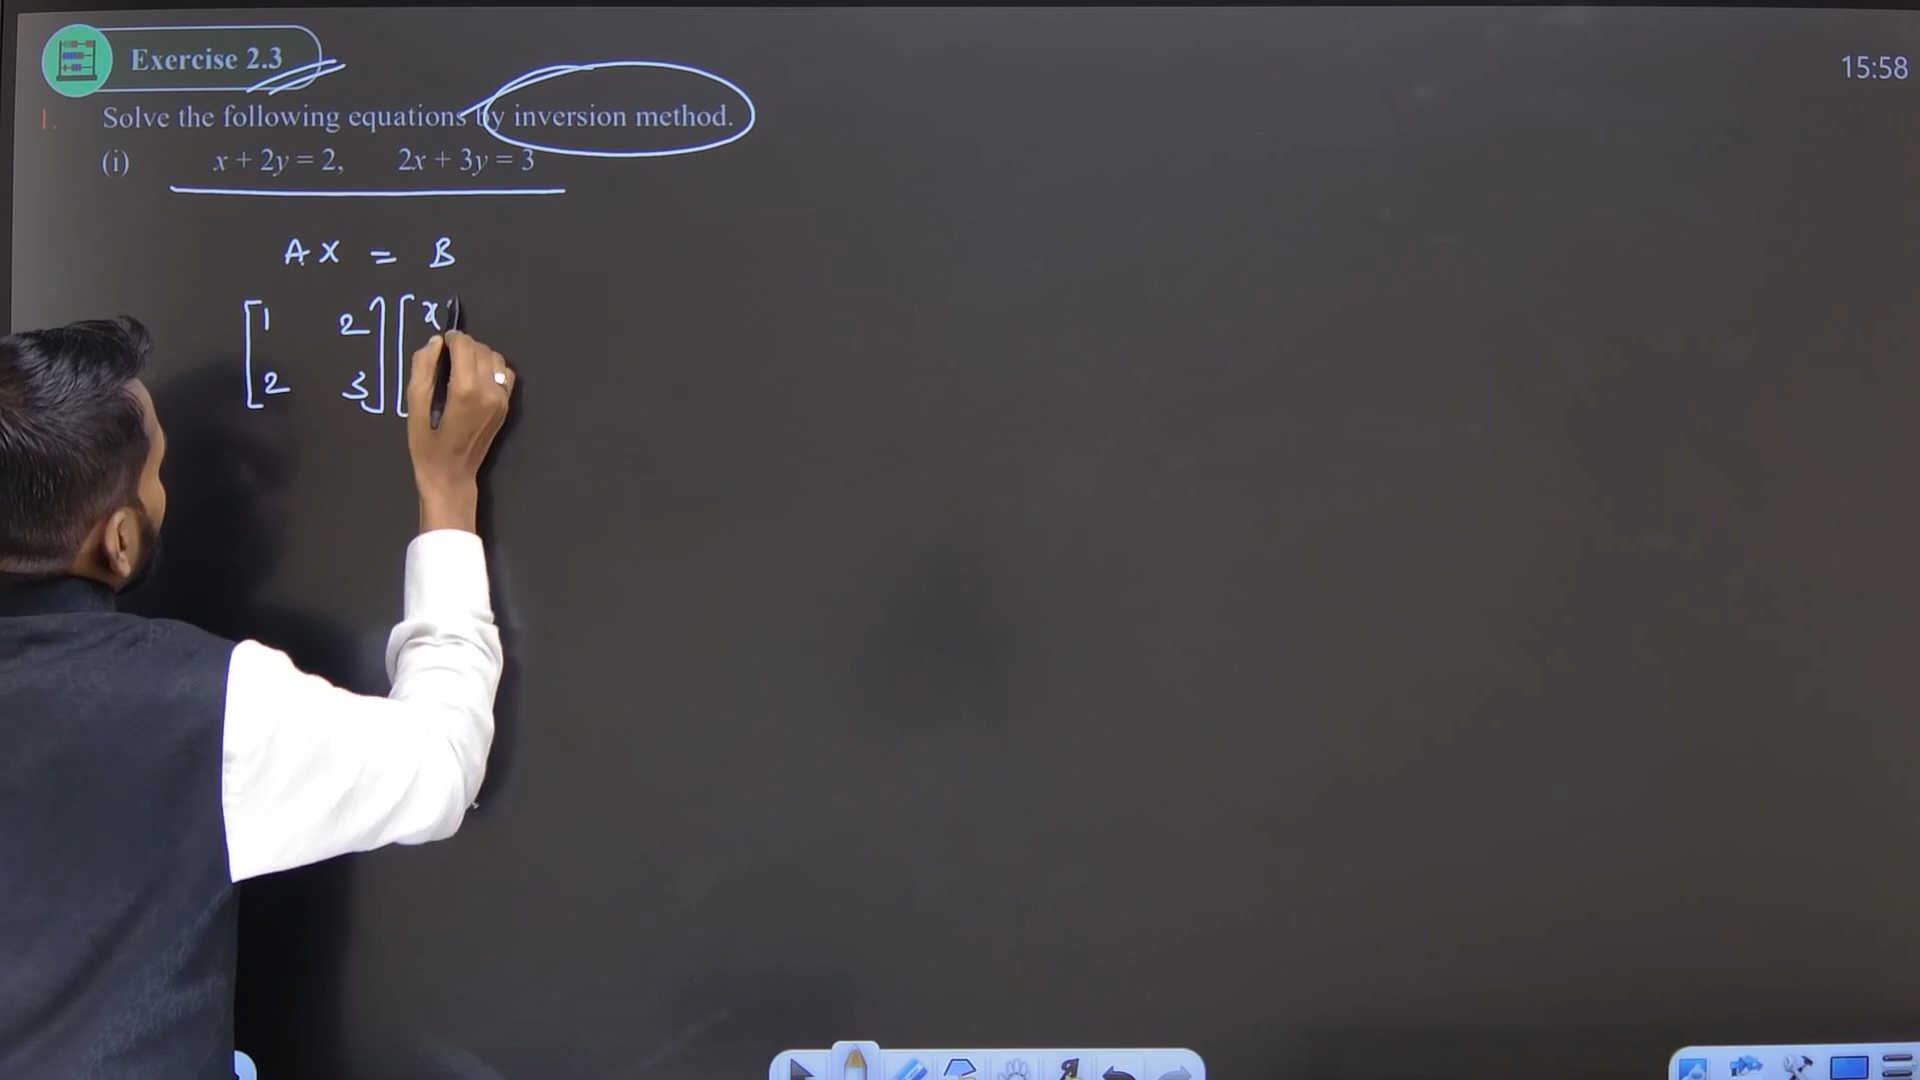 Exercise 2.3
15:58
1. Solve the following equations by inversion method.
(i) x + 2y = 2, 2x + 3y = 3
A X = B
[1 2] [x
[2 3] [